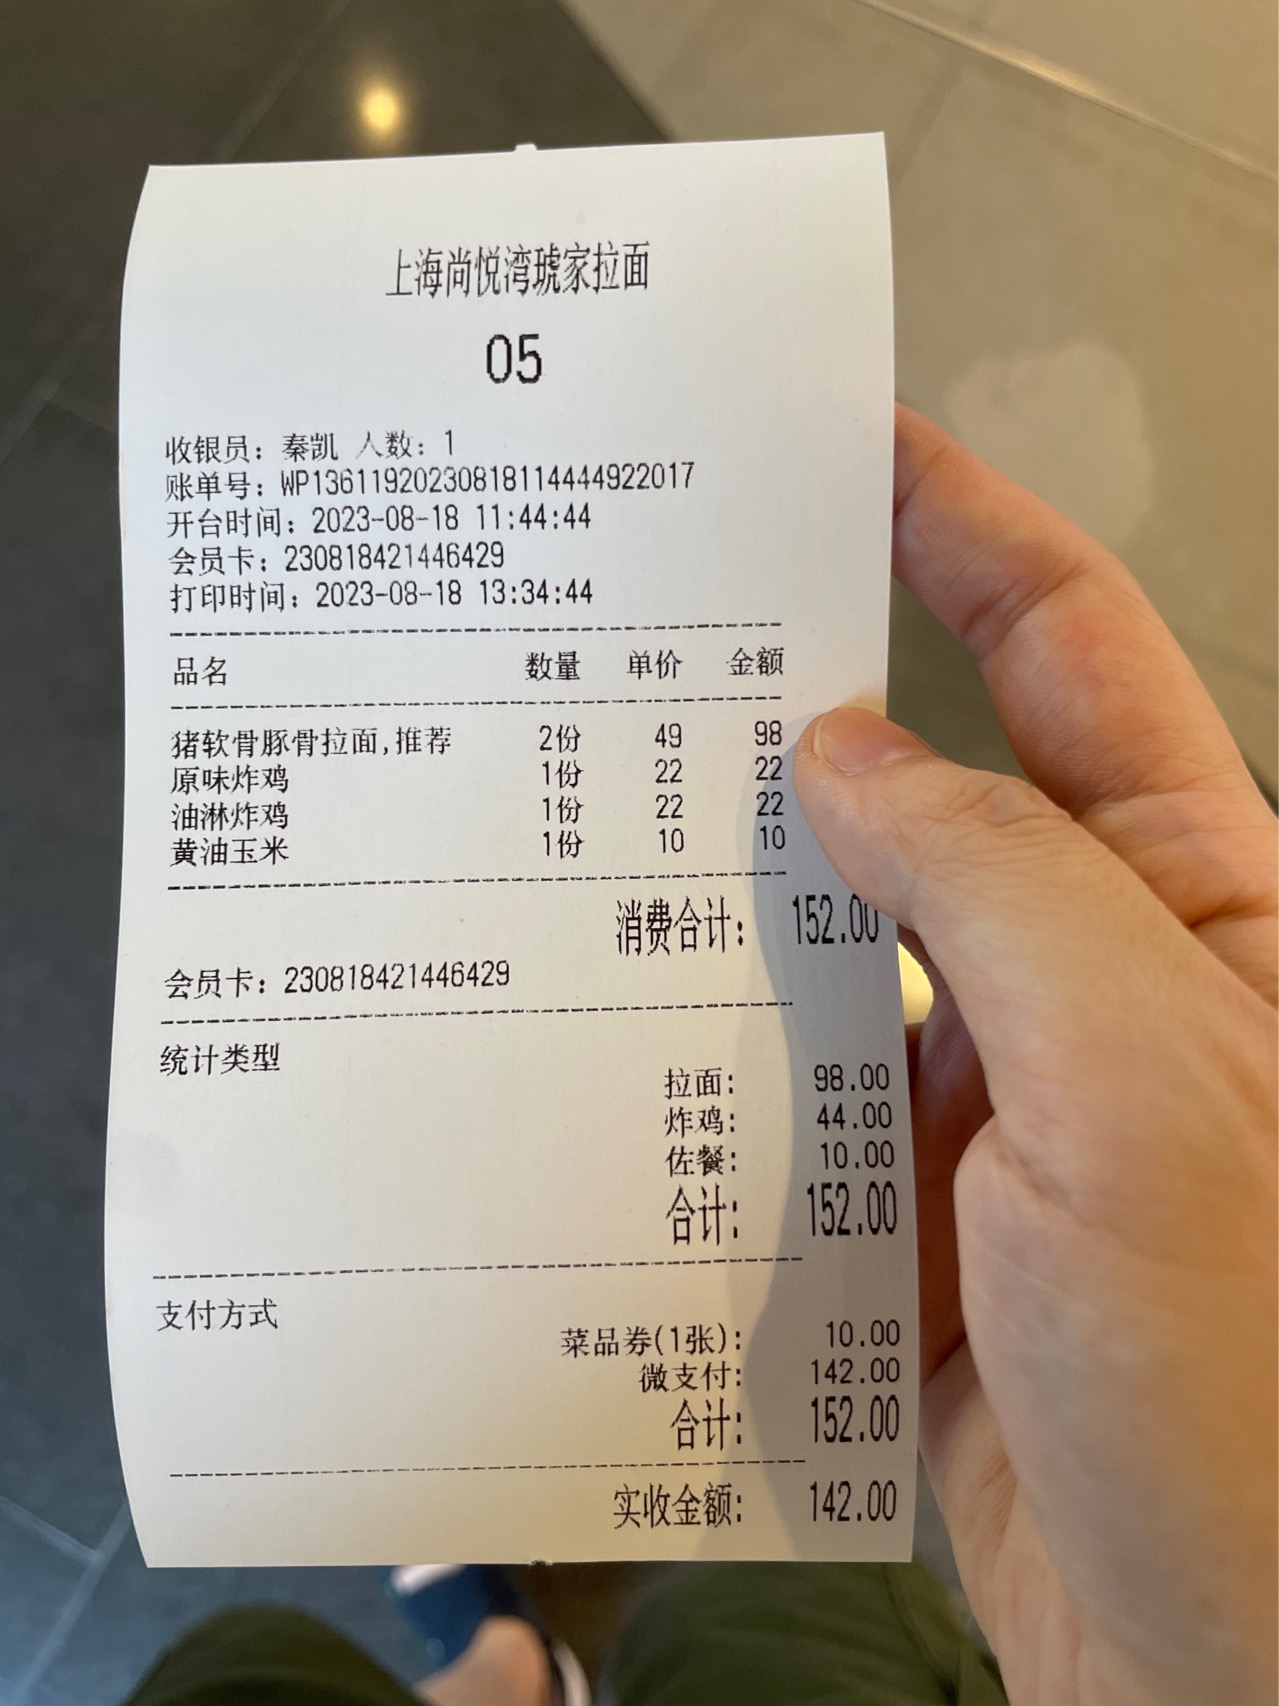 上海尚悦湾琥家拉面
05
收银员：秦凯 人数：1
账单号：WP136119202308181144444922017
开台时间：2023-08-18 11:44:44
会员卡：230818421446429
打印时间：2023-08-18 13:34:44
品名 数量 单价 金额
猪软骨豚骨拉面,推荐 2份 49 98
原味炸鸡 1份 22 22
油淋炸鸡 1份 22 22
黄油玉米 1份 10 10
消费合计： 152.00
会员卡：230818421446429
统计类型
拉面： 98.00
炸鸡： 44.00
佐餐： 10.00
合计： 152.00
支付方式
菜品券(1张)： 10.00
微支付： 142.00
合计： 152.00
实收金额： 142.00